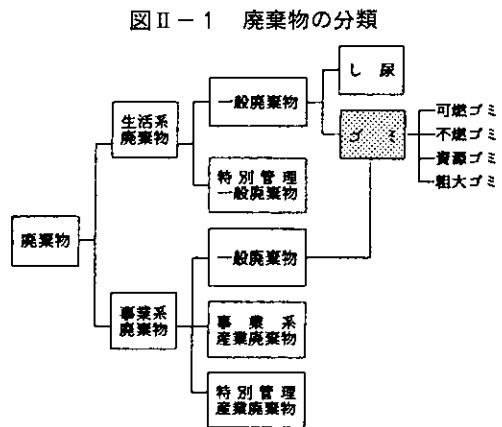 図Ⅱ-1 廃棄物の分類
廃棄物
生活系
廃棄物
一般廃棄物
し尿
ゴミ
可燃ゴミ
不燃ゴミ
資源ゴミ
粗大ゴミ
特別管理
一般廃棄物
事業系
廃棄物
一般廃棄物
事業系
産業廃棄物
特別管理
産業廃棄物